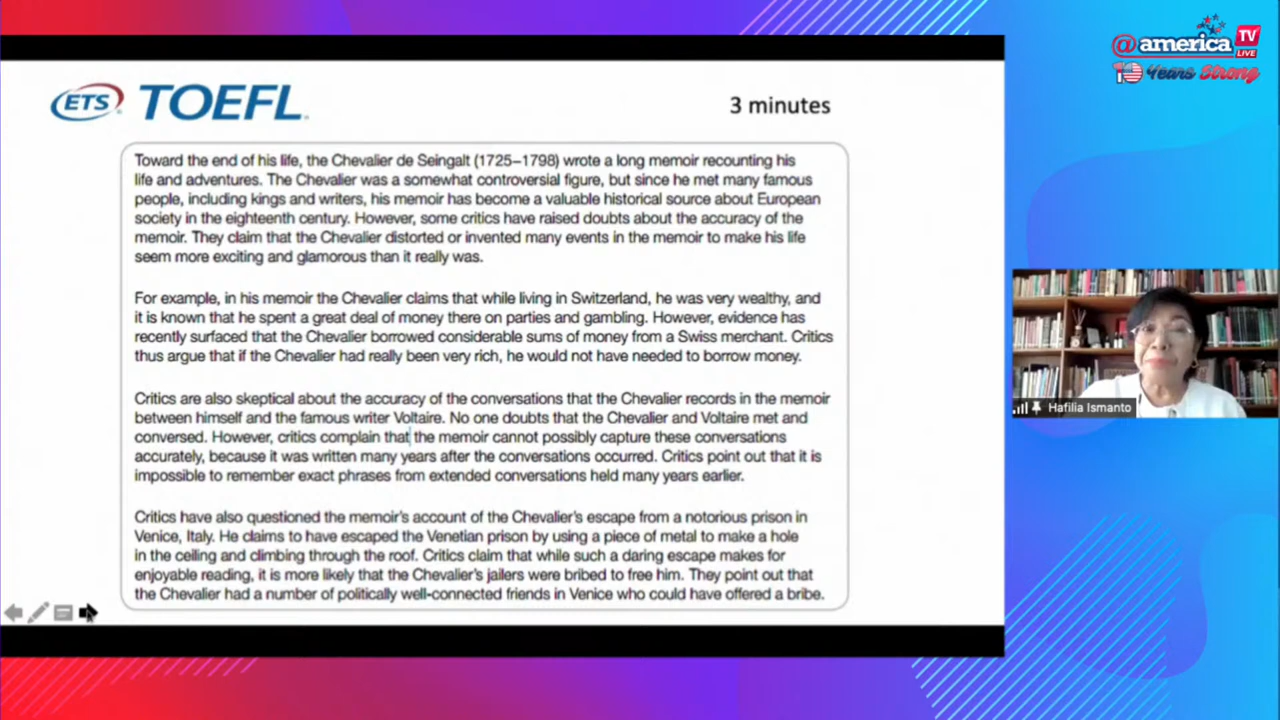 @america TV
LIVE
10 Years Strong
ETS TOEFL
3 minutes
Toward the end of his life, the Chevalier de Seingalt (1725–1798) wrote a long memoir recounting his
life and adventures. The Chevalier was a somewhat controversial figure, but since he met many famous
people, including kings and writers, his memoir has become a valuable historical source about European
society in the eighteenth century. However, some critics have raised doubts about the accuracy of the
memoir. They claim that the Chevalier distorted or invented many events in the memoir to make his life
seem more exciting and glamorous than it really was.
For example, in his memoir the Chevalier claims that while living in Switzerland, he was very wealthy, and
it is known that he spent a great deal of money there on parties and gambling. However, evidence has
recently surfaced that the Chevalier borrowed considerable sums of money from a Swiss merchant. Critics
thus argue that if the Chevalier had really been very rich, he would not have needed to borrow money.
Critics are also skeptical about the accuracy of the conversations that the Chevalier records in the memoir
between himself and the famous writer Voltaire. No one doubts that the Chevalier and Voltaire met and
conversed. However, critics complain that the memoir cannot possibly capture these conversations
accurately, because it was written many years after the conversations occurred. Critics point out that it is
impossible to remember exact phrases from extended conversations held many years earlier.
Critics have also questioned the memoir's account of the Chevalier's escape from a notorious prison in
Venice, Italy. He claims to have escaped the Venetian prison by using a piece of metal to make a hole
in the ceiling and climbing through the roof. Critics claim that while such a daring escape makes for
enjoyable reading, it is more likely that the Chevalier's jailers were bribed to free him. They point out that
the Chevalier had a number of politically well-connected friends in Venice who could have offered a bribe.
Hafilia Ismanto